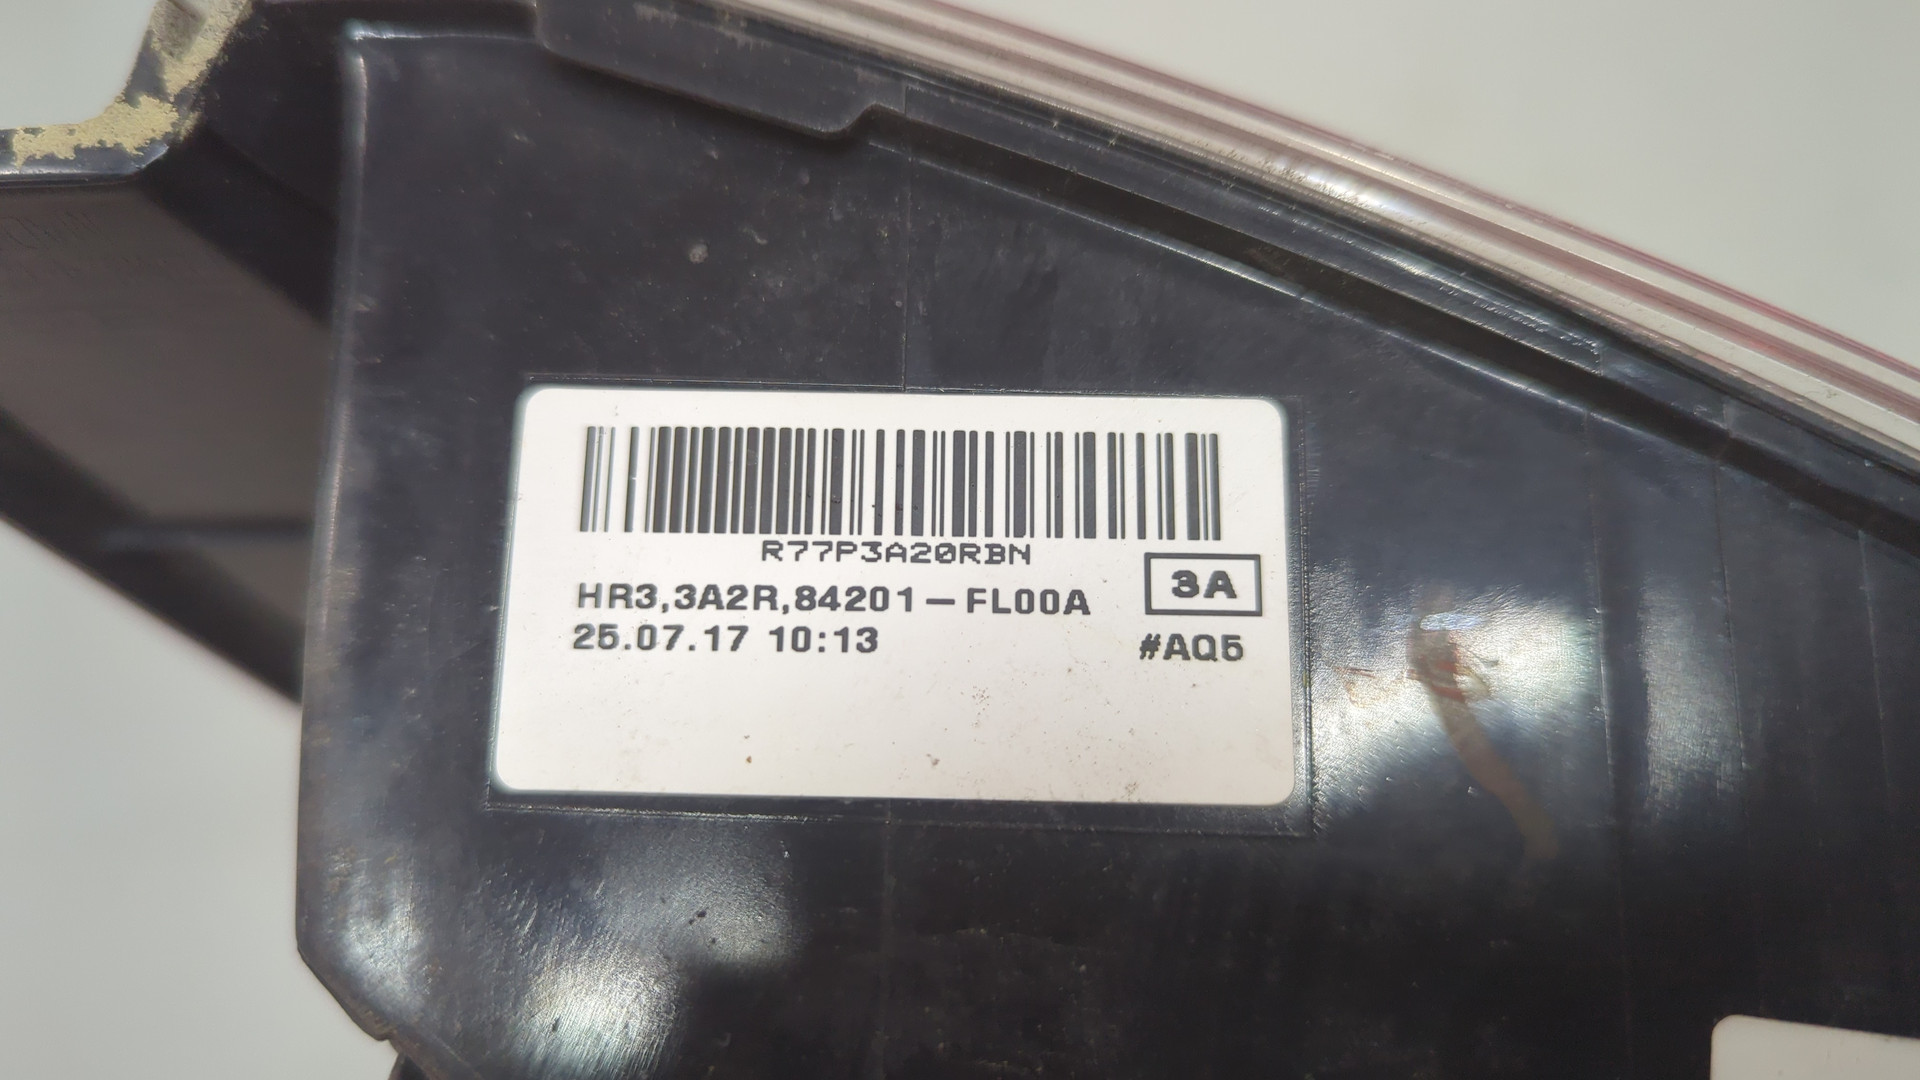 R77P3A20RBN
HR3,3A2R,84201-FL00A
3A
25.07.17 10:13
#AQ5